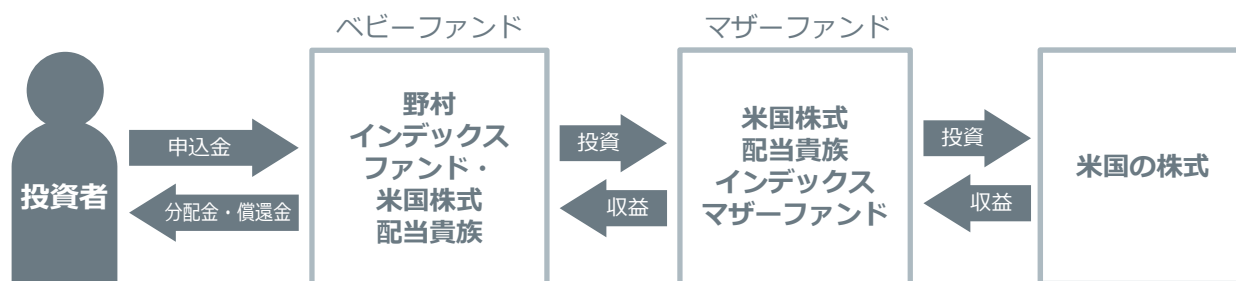 ベビーファンド
マザーファンド
投資者
申込金
分配金・償還金
野村
インデックス
ファンド・
米国株式
配当貴族
投資
収益
米国株式
配当貴族
インデックス
マザーファンド
投資
収益
米国の株式